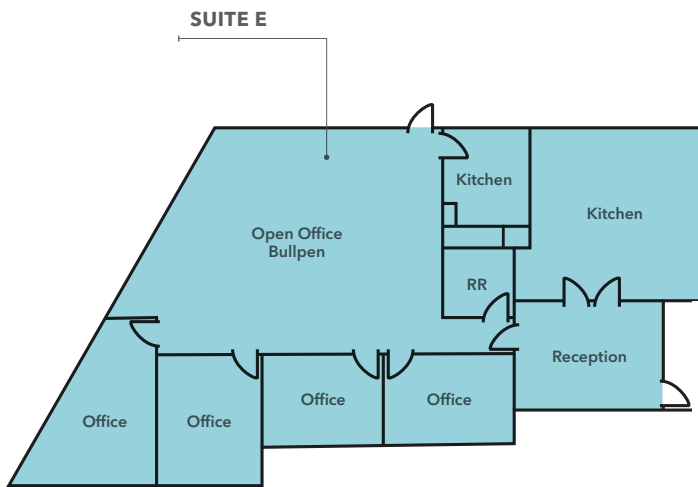 SUITE E
Kitchen
Kitchen
Open Office
Bullpen
RR
Reception
Office
Office
Office
Office